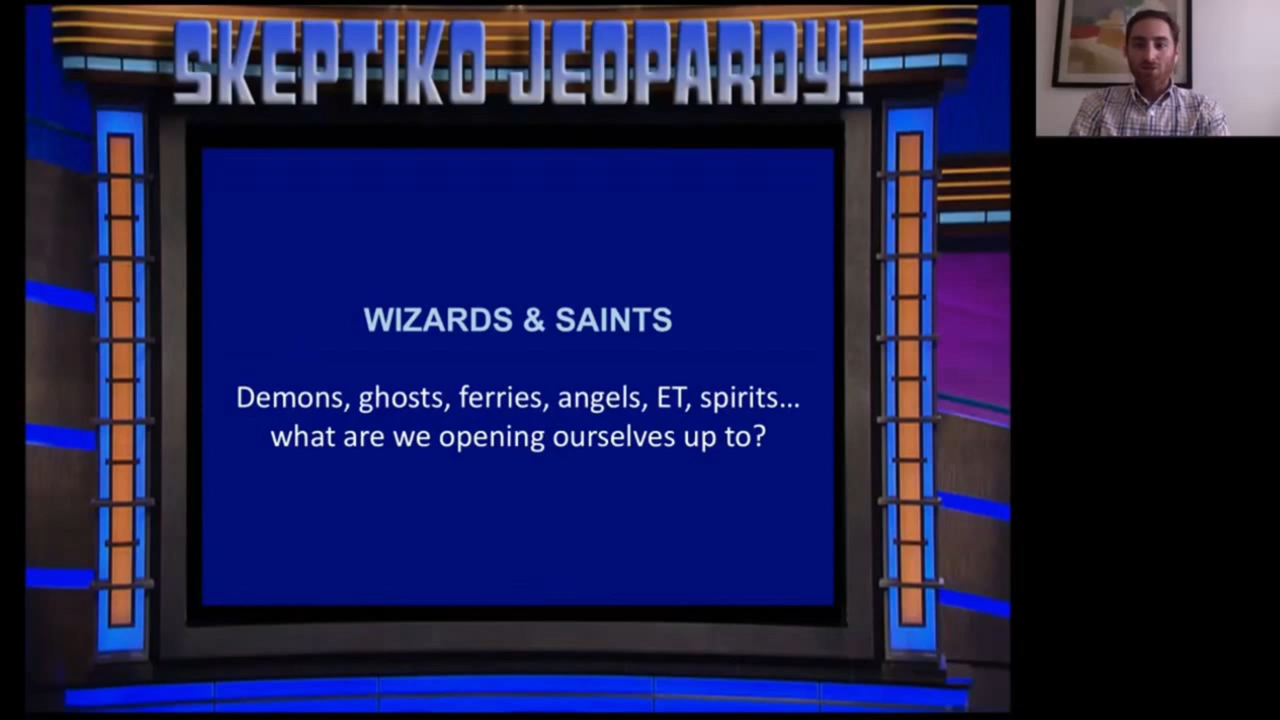 SKEPTIKO JEOPARDY!
WIZARDS & SAINTS
Demons, ghosts, ferries, angels, ET, spirits...
what are we opening ourselves up to?